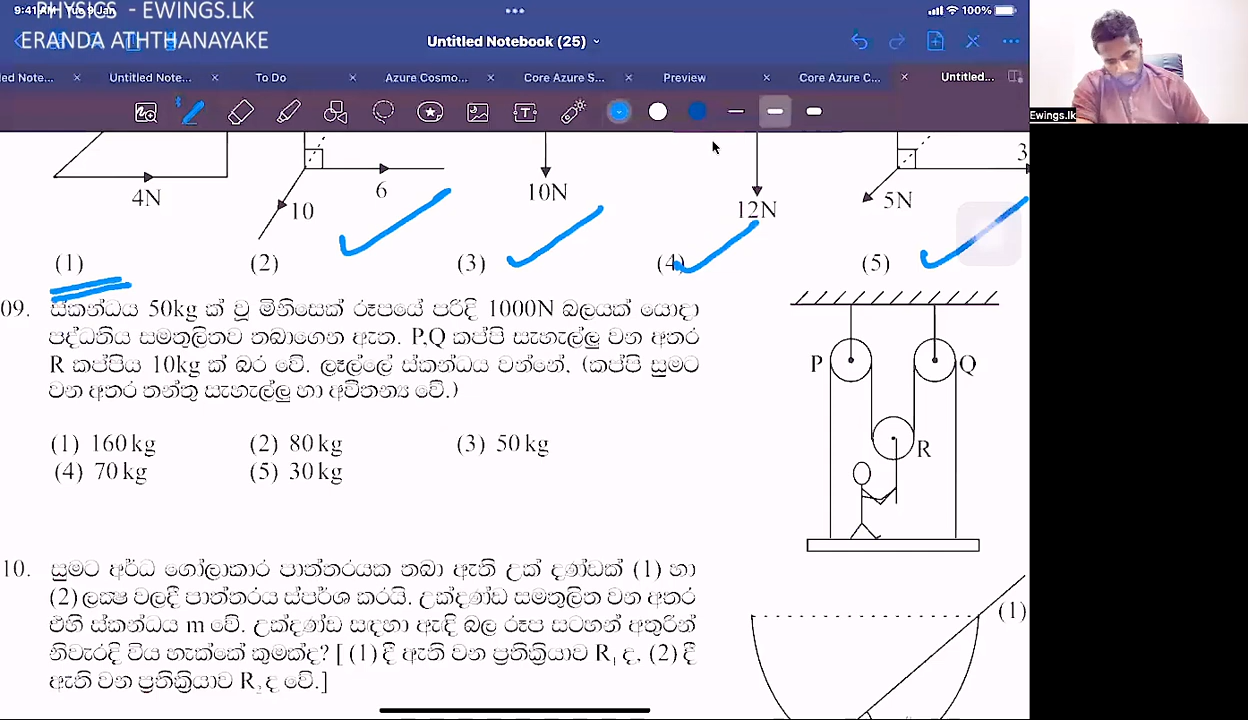 PHYSICS - EWINGS.LK
9:41 AM Tue 9 Jan
100%
ERANDA ATHTHANAYAKE
Untitled Notebook (25)
led Note...
Untitled Note...
To Do
Azure Cosmo...
Core Azure S...
Preview
Core Azure C...
Untitled...
Ewings.lk
4N
6
10
10N
12N
5N
3
(1)
(2)
(3)
(4)
(5)
09. ස්කන්ධය 50kg ක් වූ මිනිසෙක් රූපයේ පරිදි 1000N බලයක් යොදා
පද්ධතිය සමතුලිතව තබාගෙන ඇත. P,Q කප්පි සැහැල්ලු වන අතර
R කප්පිය 10kg ක් බර වේ. ලෑල්ලේ ස්කන්ධය වන්නේ, (කප්පි සුමට
වන අතර තන්තු සැහැල්ලු හා අවිතන්‍ය වේ.)
(1) 160kg (2) 80kg (3) 50kg
(4) 70kg (5) 30kg
P
Q
R
10. සුමට අර්ධ ගෝලාකාර පාත්තරයක තබා ඇති උක් දණ්ඩක් (1) හා
(2) ලක්‍ෂ වලදී පාත්තරය ස්පර්ශ කරයි. උක්දණ්ඩ සමතුලිත වන අතර
එහි ස්කන්ධය m වේ. උක්දණ්ඩ සඳහා ඇඳි බල රූප සටහන් අතුරින්
නිවැරදි විය හැක්කේ කුමක්ද? [ (1) දී ඇති වන ප්‍රතික්‍රියාව R₁ ද, (2) දී
ඇති වන ප්‍රතික්‍රියාව R₂ ද වේ.]
(1)